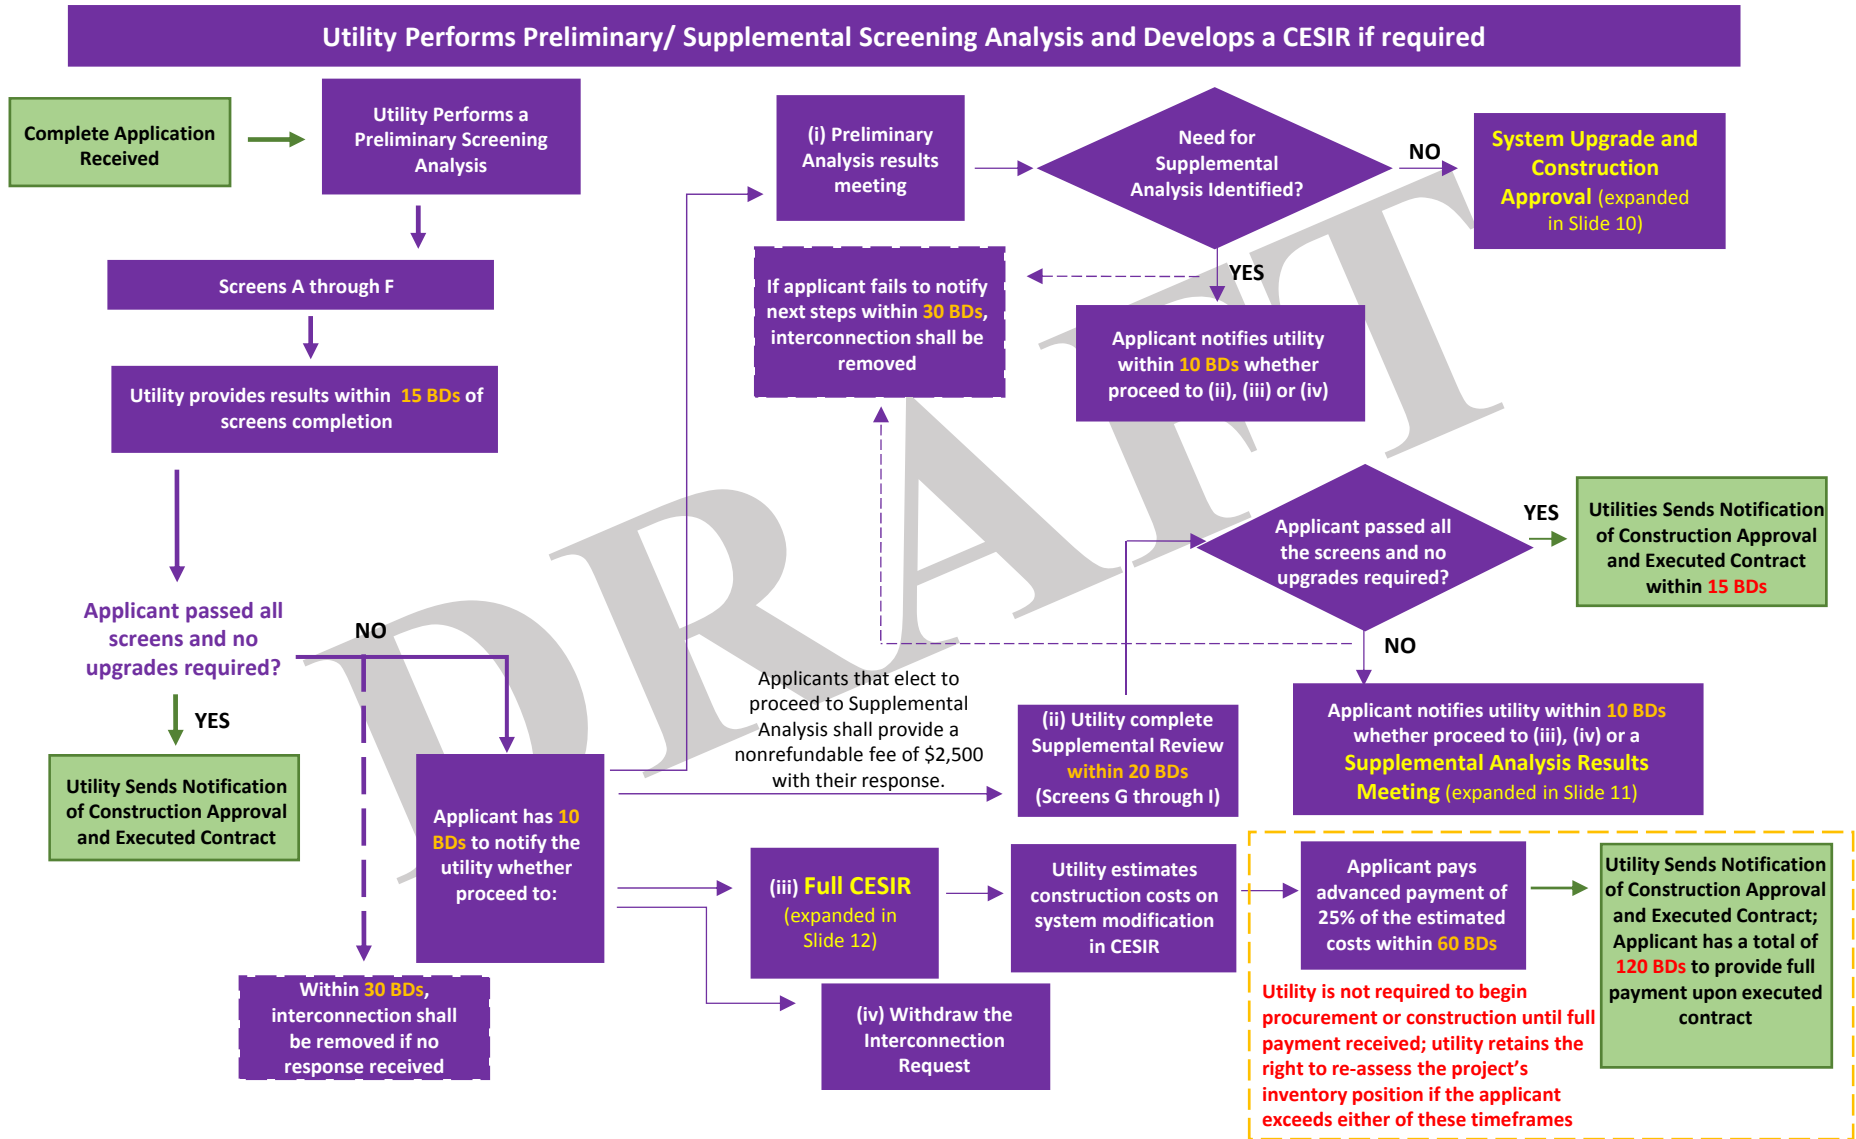 Utility Performs Preliminary/ Supplemental Screening Analysis and Develops a CESIR if required
Complete Application
Received
Utility Performs a
Preliminary Screening
Analysis
Screens A through F
Utility provides results within 15 BDs of
screens completion
Applicant passed all
screens and no
upgrades required?
NO
YES
Utility Sends Notification
of Construction Approval
and Executed Contract
Within 30 BDs,
interconnection shall
be removed if no
response received
Applicant has 10
BDs to notify the
utility whether
proceed to:
(i) Preliminary
Analysis results
meeting
Need for
Supplemental
Analysis Identified?
NO
System Upgrade and
Construction
Approval (expanded
in Slide 10)
YES
If applicant fails to notify
next steps within 30 BDs,
interconnection shall be
removed
Applicant notifies utility
within 10 BDs whether
proceed to (ii), (iii) or (iv)
Applicants that elect to
proceed to Supplemental
Analysis shall provide a
nonrefundable fee of $2,500
with their response.
(ii) Utility complete
Supplemental Review
within 20 BDs
(Screens G through I)
Applicant passed all
the screens and no
upgrades required?
YES
Utilities Sends Notification
of Construction Approval
and Executed Contract
within 15 BDs
NO
Applicant notifies utility within 10 BDs
whether proceed to (iii), (iv) or a
Supplemental Analysis Results
Meeting (expanded in Slide 11)
(iii) Full CESIR
(expanded in
Slide 12)
Utility estimates
construction costs on
system modification
in CESIR
Applicant pays
advanced payment of
25% of the estimated
costs within 60 BDs
Utility Sends Notification
of Construction Approval
and Executed Contract;
Applicant has a total of
120 BDs to provide full
payment upon executed
contract
(iv) Withdraw the
Interconnection
Request
Utility is not required to begin
procurement or construction until full
payment received; utility retains the
right to re-assess the project's
inventory position if the applicant
exceeds either of these timeframes
DRAFT